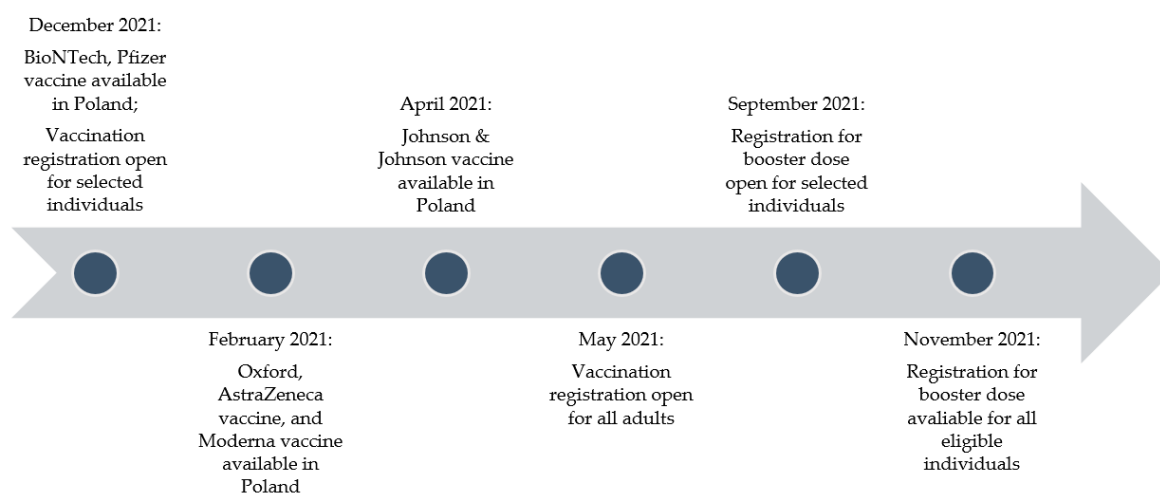 December 2021:
BioNTech, Pfizer
vaccine available
in Poland;
Vaccination
registration open
for selected
individuals
February 2021:
Oxford,
AstraZeneca
vaccine, and
Moderna vaccine
available in
Poland
April 2021:
Johnson &
Johnson vaccine
available in
Poland
May 2021:
Vaccination
registration open
for all adults
September 2021:
Registration for
booster dose
open for selected
individuals
November 2021:
Registration for
booster dose
avaliable for all
eligible
individuals